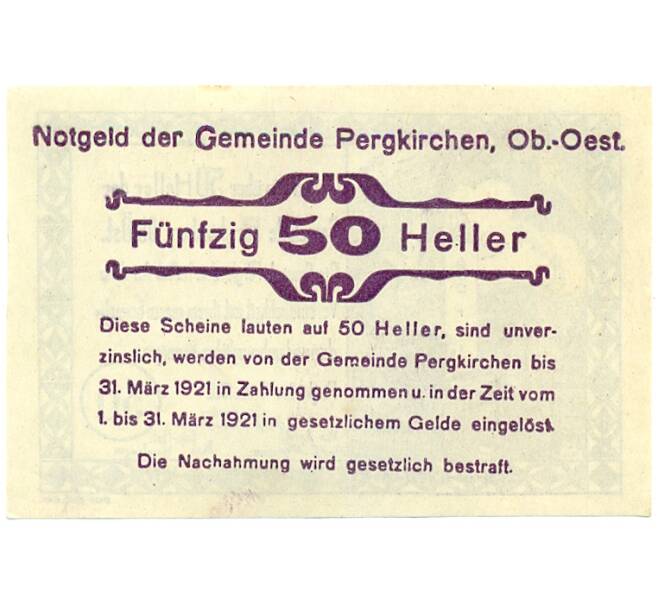 Notgeld der Gemeinde Pergkirchen, Ob.-Oest.
Fünfzig 50 Heller
Diese Scheine lauten auf 50 Heller, sind unver-
zinslich, werden von der Gemeinde Pergkirchen bis
31. März 1921 in Zahlung genommen u. in der Zeit vom
1. bis 31. März 1921 in gesetzlichem Gelde eingelöst.
Die Nachahmung wird gesetzlich bestraft.